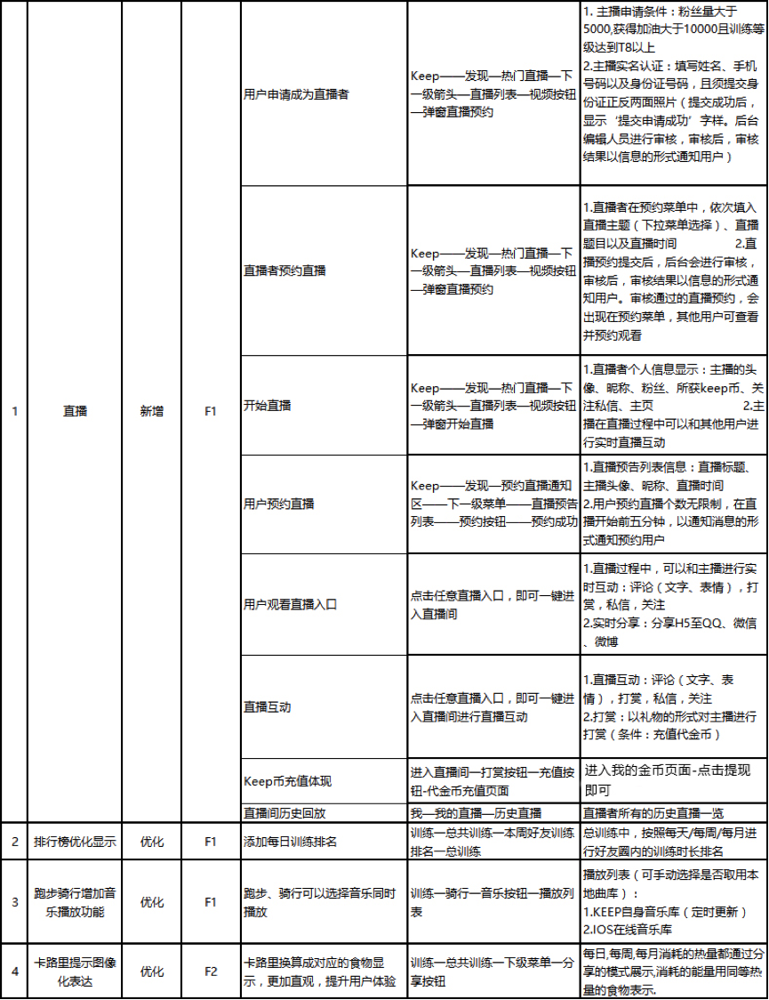 1
直播
新增
F1
用户申请成为直播者
Keep——发现—热门直播—下
一级箭头—直播列表—视频按钮
—弹窗直播预约
1. 主播申请条件：粉丝量大于
5000,获得加油大于10000且训练等
级达到T8以上
2.主播实名认证：填写姓名、手机
号码以及身份证号码，且须提交身
份证正反两面照片（提交成功后，
显示‘提交申请成功’字样。后台
编辑人员进行审核，审核后，审核
结果以信息的形式通知用户）
直播者预约直播
Keep——发现—热门直播—下
一级箭头—直播列表—视频按钮
—弹窗直播预约
1.直播者在预约菜单中，依次填入
直播主题（下拉菜单选择）、直播
题目以及直播时间 2.直
播预约提交后，后台会进行审核，
审核后，审核结果以信息的形式通
知用户。审核通过的直播预约，会
出现在预约菜单，其他用户可查看
并预约观看
开始直播
Keep——发现—热门直播—下
一级箭头—直播列表—视频按钮
—弹窗开始直播
1.直播者个人信息显示：主播的头
像、昵称、粉丝、所获keep币、关
注私信、主页 2.主
播在直播过程中可以和其他用户进
行实时直播互动
用户预约直播
Keep——发现—预约直播通知
区——下一级菜单——直播预告
列表——预约按钮——预约成功
1.直播预告列表信息：直播标题、
主播头像、昵称、直播时间
2.用户预约直播个数无限制，在直
播开始前五分钟，以通知消息的形
式通知预约用户
用户观看直播入口
点击任意直播入口，即可一键进
入直播间
1.直播过程中，可以和主播进行实
时互动：评论（文字、表情），打
赏，私信，关注
2.实时分享：分享H5至QQ、微信
、微博
直播互动
点击任意直播入口，即可一键进
入直播间进行直播互动
1.直播互动：评论（文字、表
情），打赏，私信，关注
2.打赏：以礼物的形式对主播进行
打赏（条件：充值代金币）
Keep币充值体现
进入直播间—打赏按钮—充值按
钮-代金币充值页面
进入我的金币页面-点击提现
即可
直播间历史回放
我—我的直播—历史直播
直播者所有的历史直播一览
2
排行榜优化显示
优化
F1
添加每日训练排名
训练—总共训练—本周好友训练
排名—总训练
总训练中，按照每天/每周/每月进
行好友圈内的训练时长排名
3
跑步骑行增加音
乐播放功能
优化
F1
跑步、骑行可以选择音乐同时
播放
训练—骑行—音乐按钮—播放列
表
播放列表（可手动选择是否取用本
地曲库）：
1.KEEP自身音乐库（定时更新）
2.IOS在线音乐库
4
卡路里提示图像
化表达
优化
F2
卡路里换算成对应的食物显
示，更加直观，提升用户体验
训练—总共训练—下级菜单—分
享按钮
每日,每周,每月消耗的热量都通过分
享的模式展示,消耗的能量用同等热
量的食物表示.